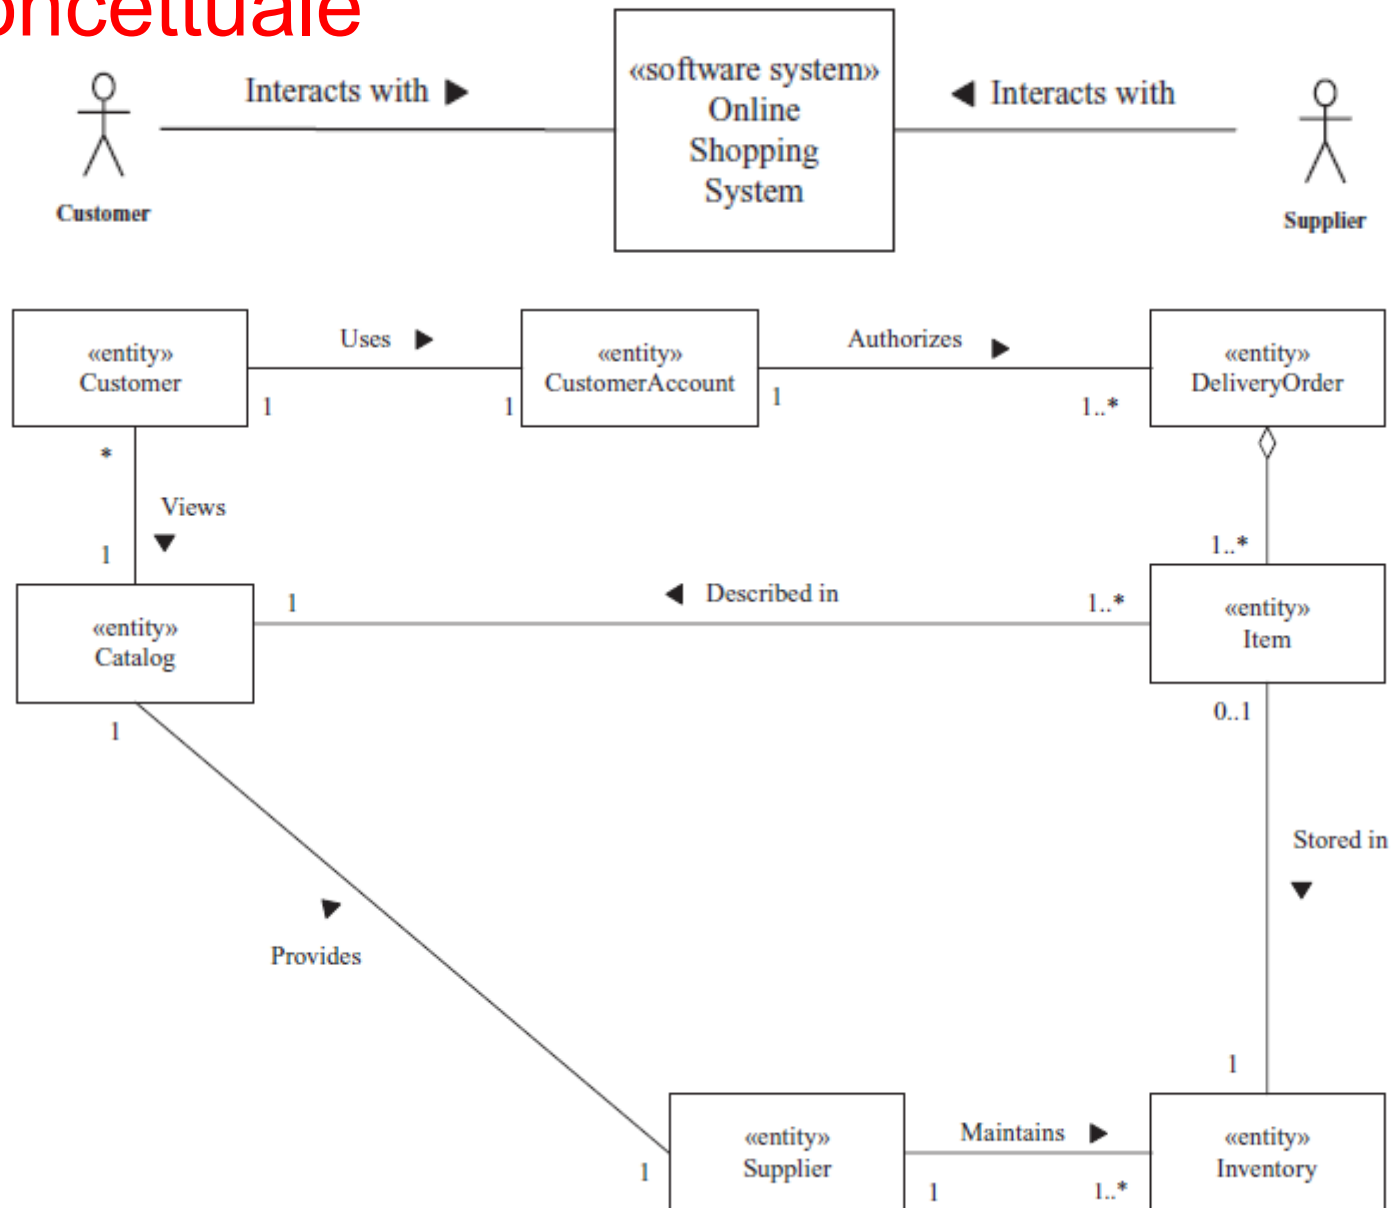 oncettuale
Interacts with
«software system»
Online
Shopping
System
Interacts with
Customer
Supplier
«entity»
Customer
Uses
1
1
«entity»
CustomerAccount
Authorizes
1
1..*
«entity»
DeliveryOrder
*
Views
1
1..*
«entity»
Catalog
1
Described in
1..*
«entity»
Item
1
0..1
Stored in
Provides
1
1
«entity»
Supplier
Maintains
1
1..*
«entity»
Inventory